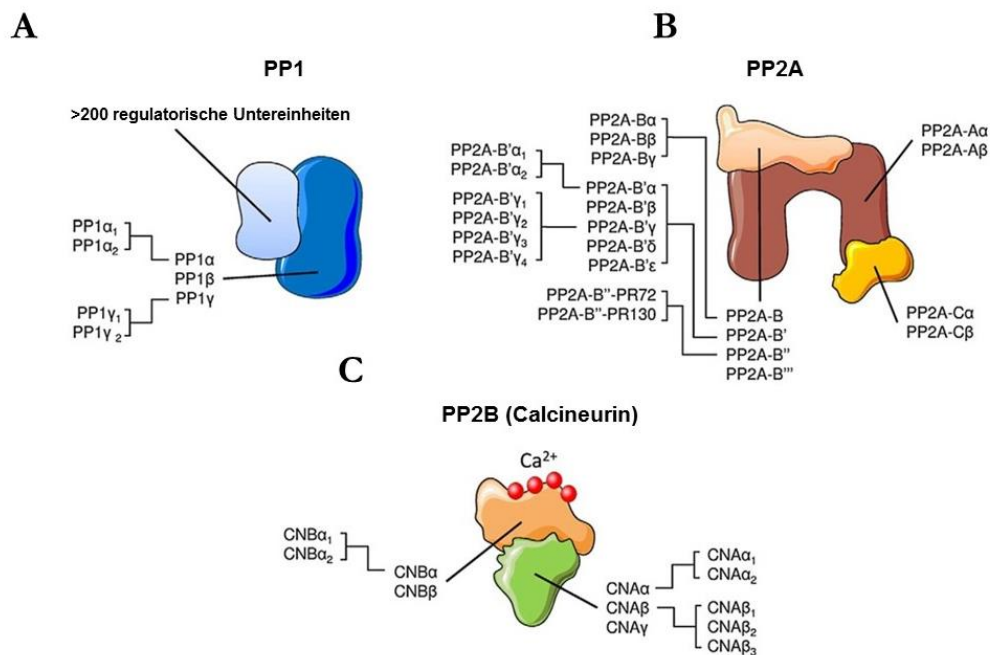 A
PP1
>200 regulatorische Untereinheiten
PP1α₁
PP1α₂
PP1α
PP1β
PP1γ
PP1γ₁
PP1γ ₂
B
PP2A
PP2A-Bα
PP2A-Bβ
PP2A-Bγ
PP2A-B'α₁
PP2A-B'α₂
PP2A-B'γ₁
PP2A-B'γ₂
PP2A-B'γ₃
PP2A-B'γ₄
PP2A-B'α
PP2A-B'β
PP2A-B'γ
PP2A-B'δ
PP2A-B'ε
PP2A-B''-PR72
PP2A-B''-PR130
PP2A-B
PP2A-B'
PP2A-B''
PP2A-B'''
PP2A-Aα
PP2A-Aβ
PP2A-Cα
PP2A-Cβ
C
PP2B (Calcineurin)
Ca²⁺
CNBα₁
CNBα₂
CNBα
CNBβ
CNAα
CNAβ
CNAγ
CNAα₁
CNAα₂
CNAβ₁
CNAβ₂
CNAβ₃